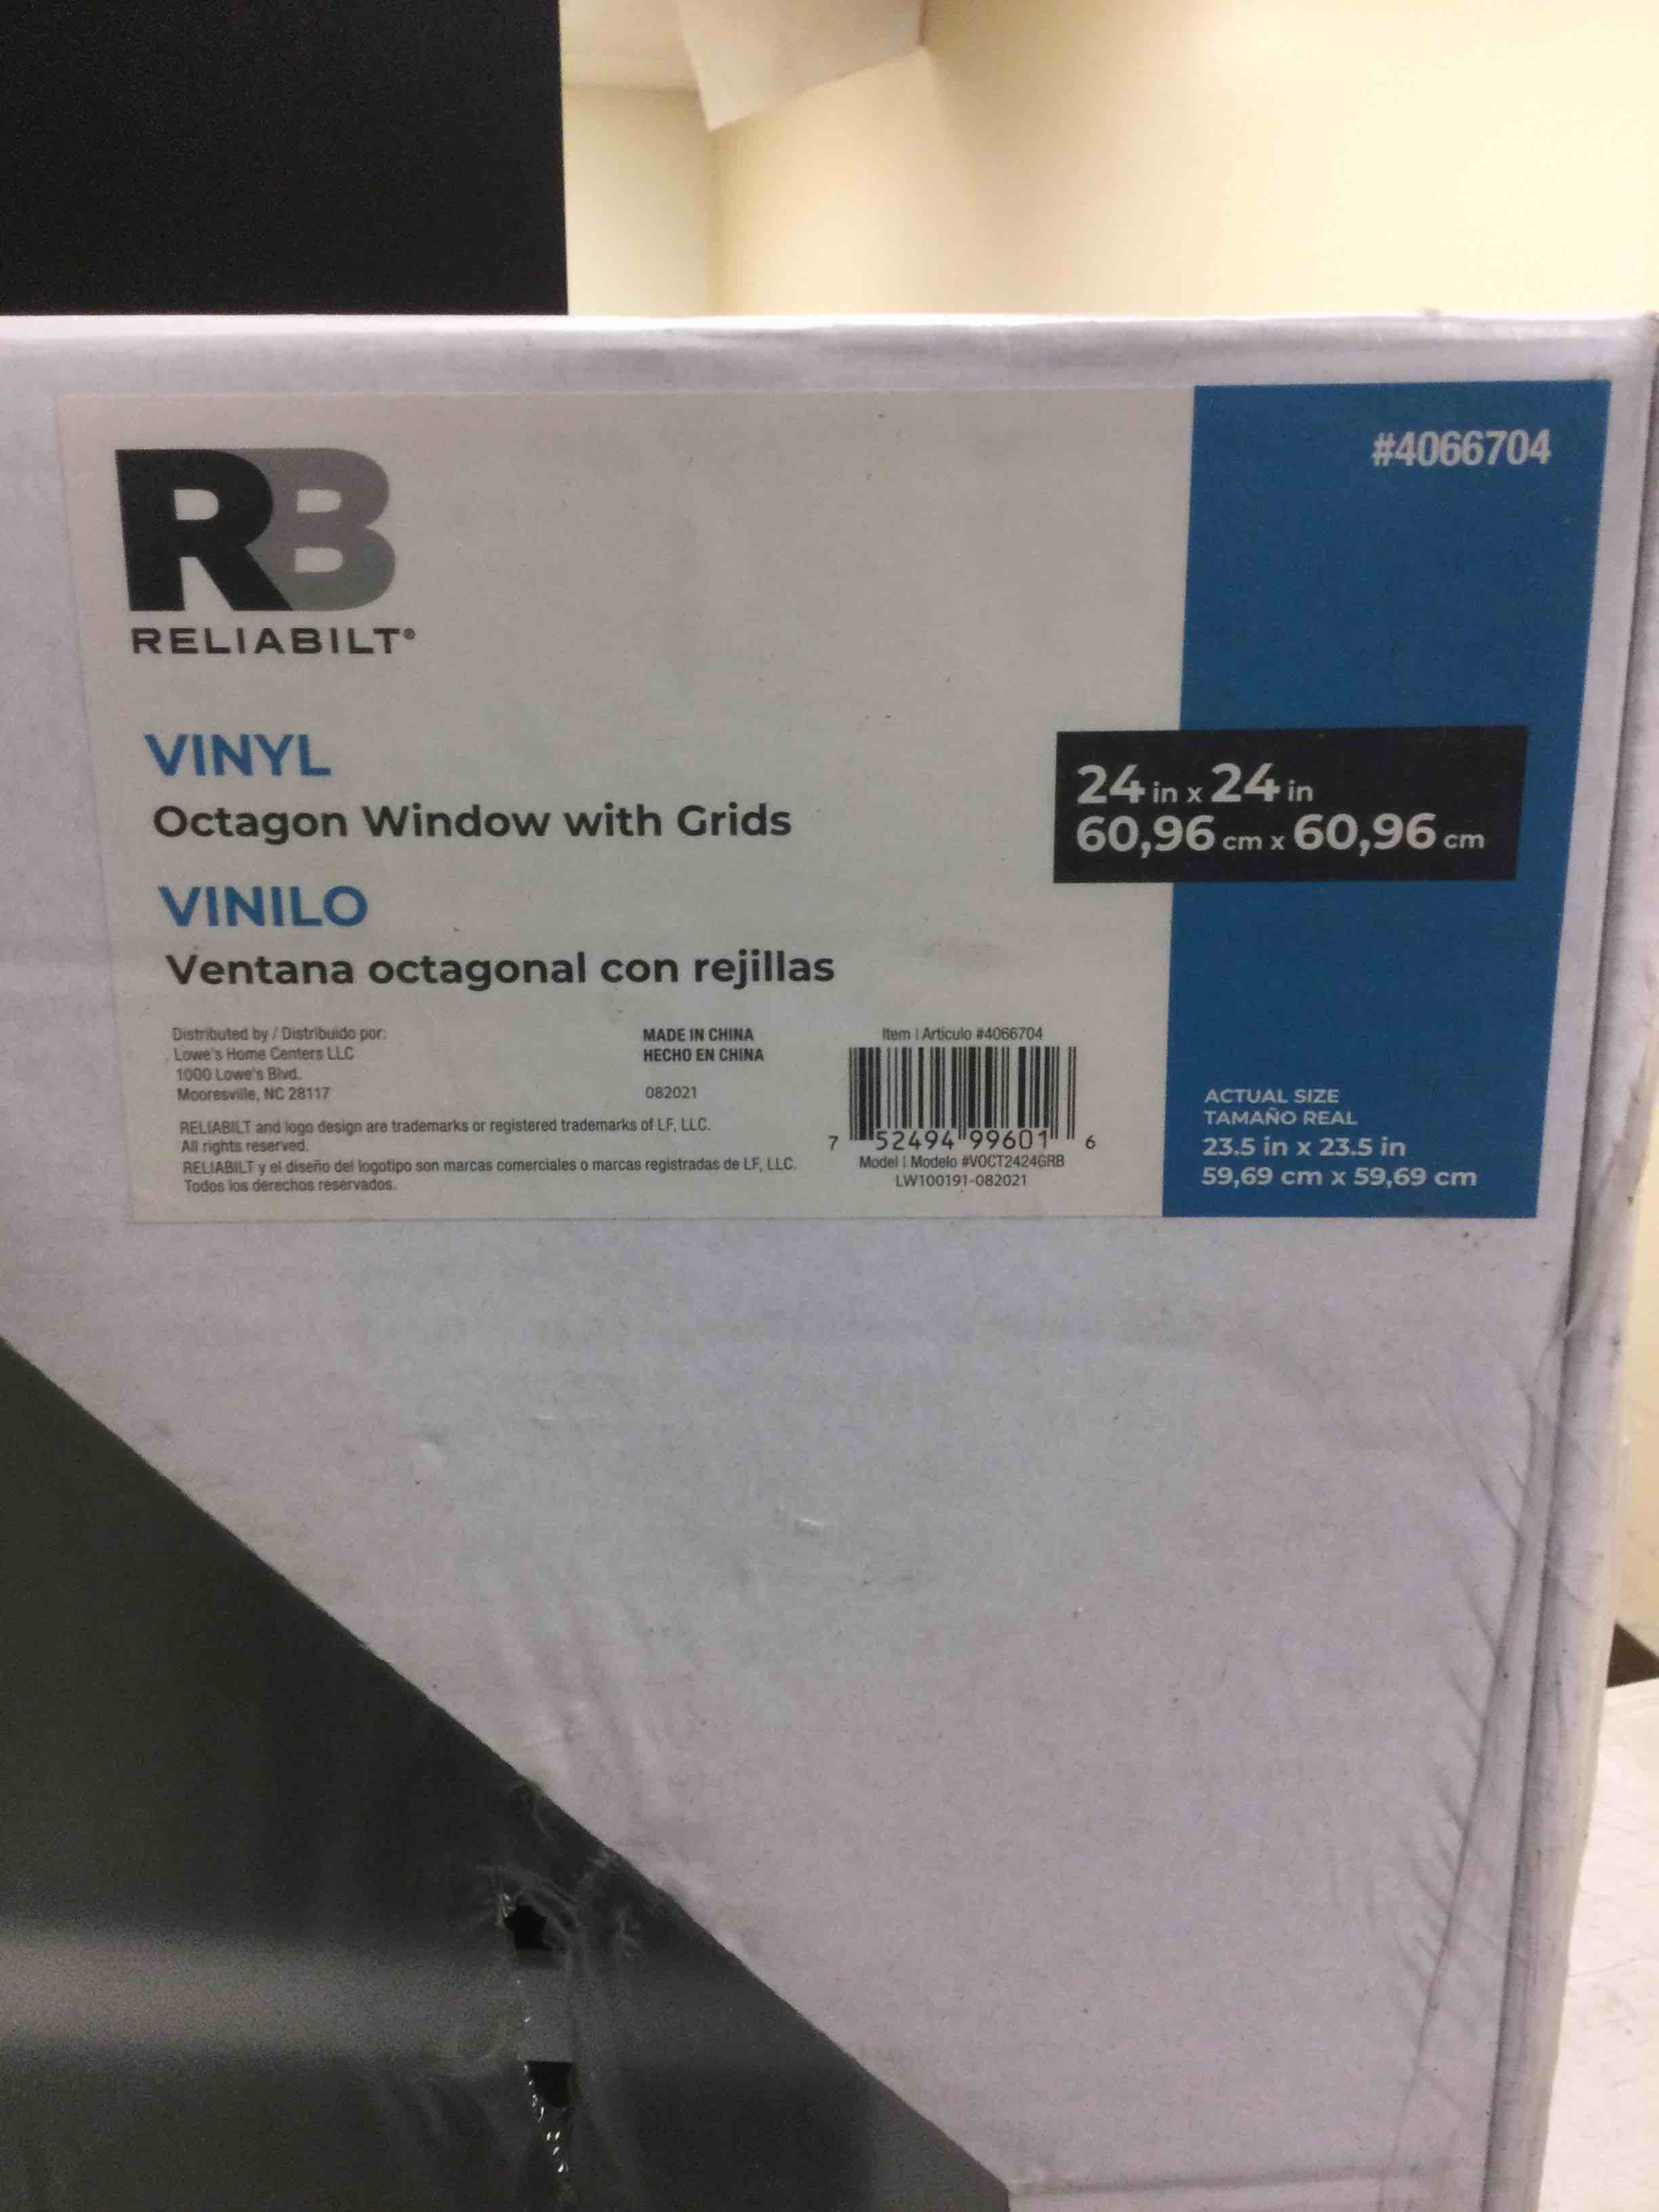 #4066704
RB
RELIABILT®
VINYL
Octagon Window with Grids
24 in x 24 in
60,96 cm x 60,96 cm
VINILO
Ventana octagonal con rejillas
Distributed by / Distribuido por:
Lowe's Home Centers LLC
1000 Lowe's Blvd.
Mooresville, NC 28117
MADE IN CHINA
HECHO EN CHINA
082021
RELIABILT and logo design are trademarks or registered trademarks of LF, LLC.
All rights reserved.
RELIABILT y el diseño del logotipo son marcas comerciales o marcas registradas de LF, LLC.
Todos los derechos reservados.
Item | Artículo #4066704
7 52494 99601 6
Model | Modelo #VOCT2424GRB
LW100191-082021
ACTUAL SIZE
TAMAÑO REAL
23.5 in x 23.5 in
59,69 cm x 59,69 cm